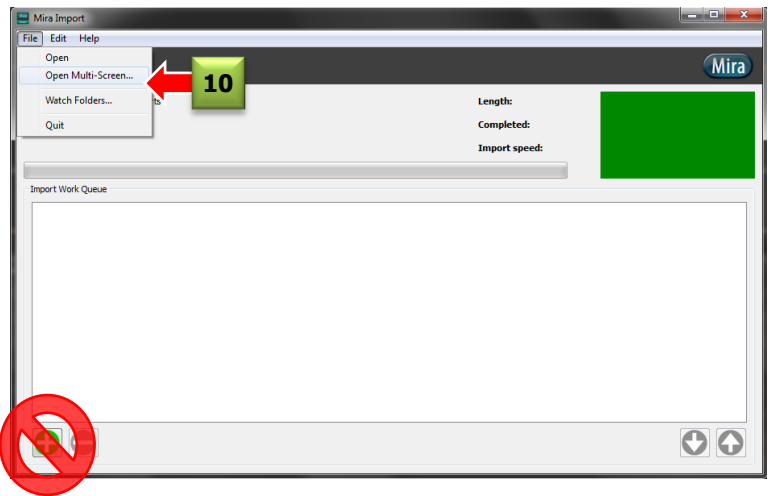 Mira Import
File Edit Help
Open
Open Multi-Screen...
Watch Folders...
Quit
10
Mira
Length:
Completed:
Import speed:
Import Work Queue